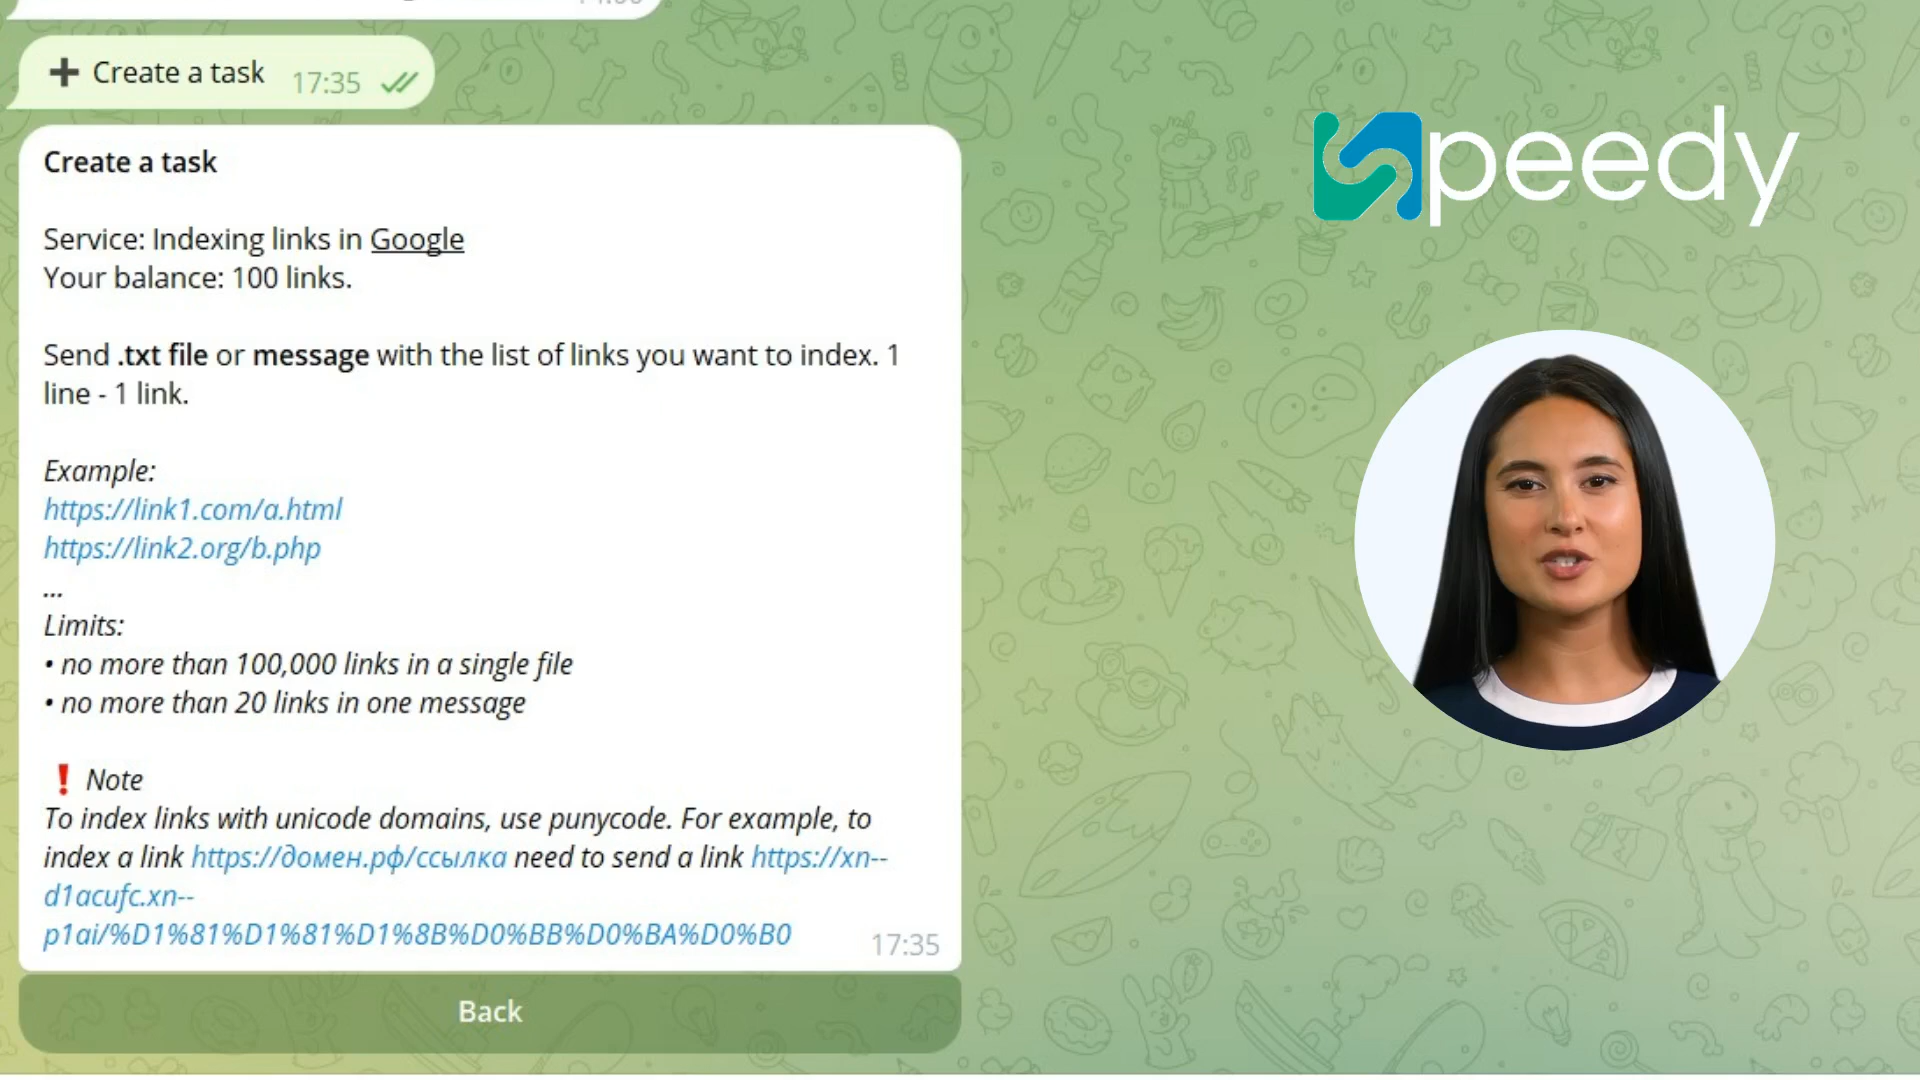 ➕ Create a task 17:35
Speedy
Create a task
Service: Indexing links in Google
Your balance: 100 links.
Send .txt file or message with the list of links you want to index. 1
line - 1 link.
Example:
https://link1.com/a.html
https://link2.org/b.php
...
Limits:
• no more than 100,000 links in a single file
• no more than 20 links in one message
❗ Note
To index links with unicode domains, use punycode. For example, to
index a link https://домен.рф/ссылка need to send a link https://xn--
d1acufc.xn--
p1ai/%D1%81%D1%81%D1%8B%D0%BB%D0%BA%D0%B0
17:35
Back